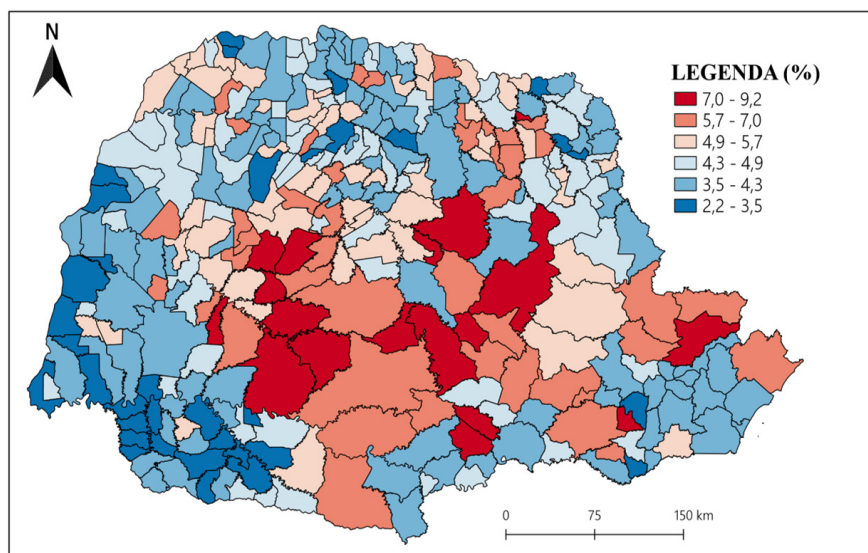 N
LEGENDA (%)
7,0 - 9,2
5,7 - 7,0
4,9 - 5,7
4,3 - 4,9
3,5 - 4,3
2,2 - 3,5
0 75 150 km